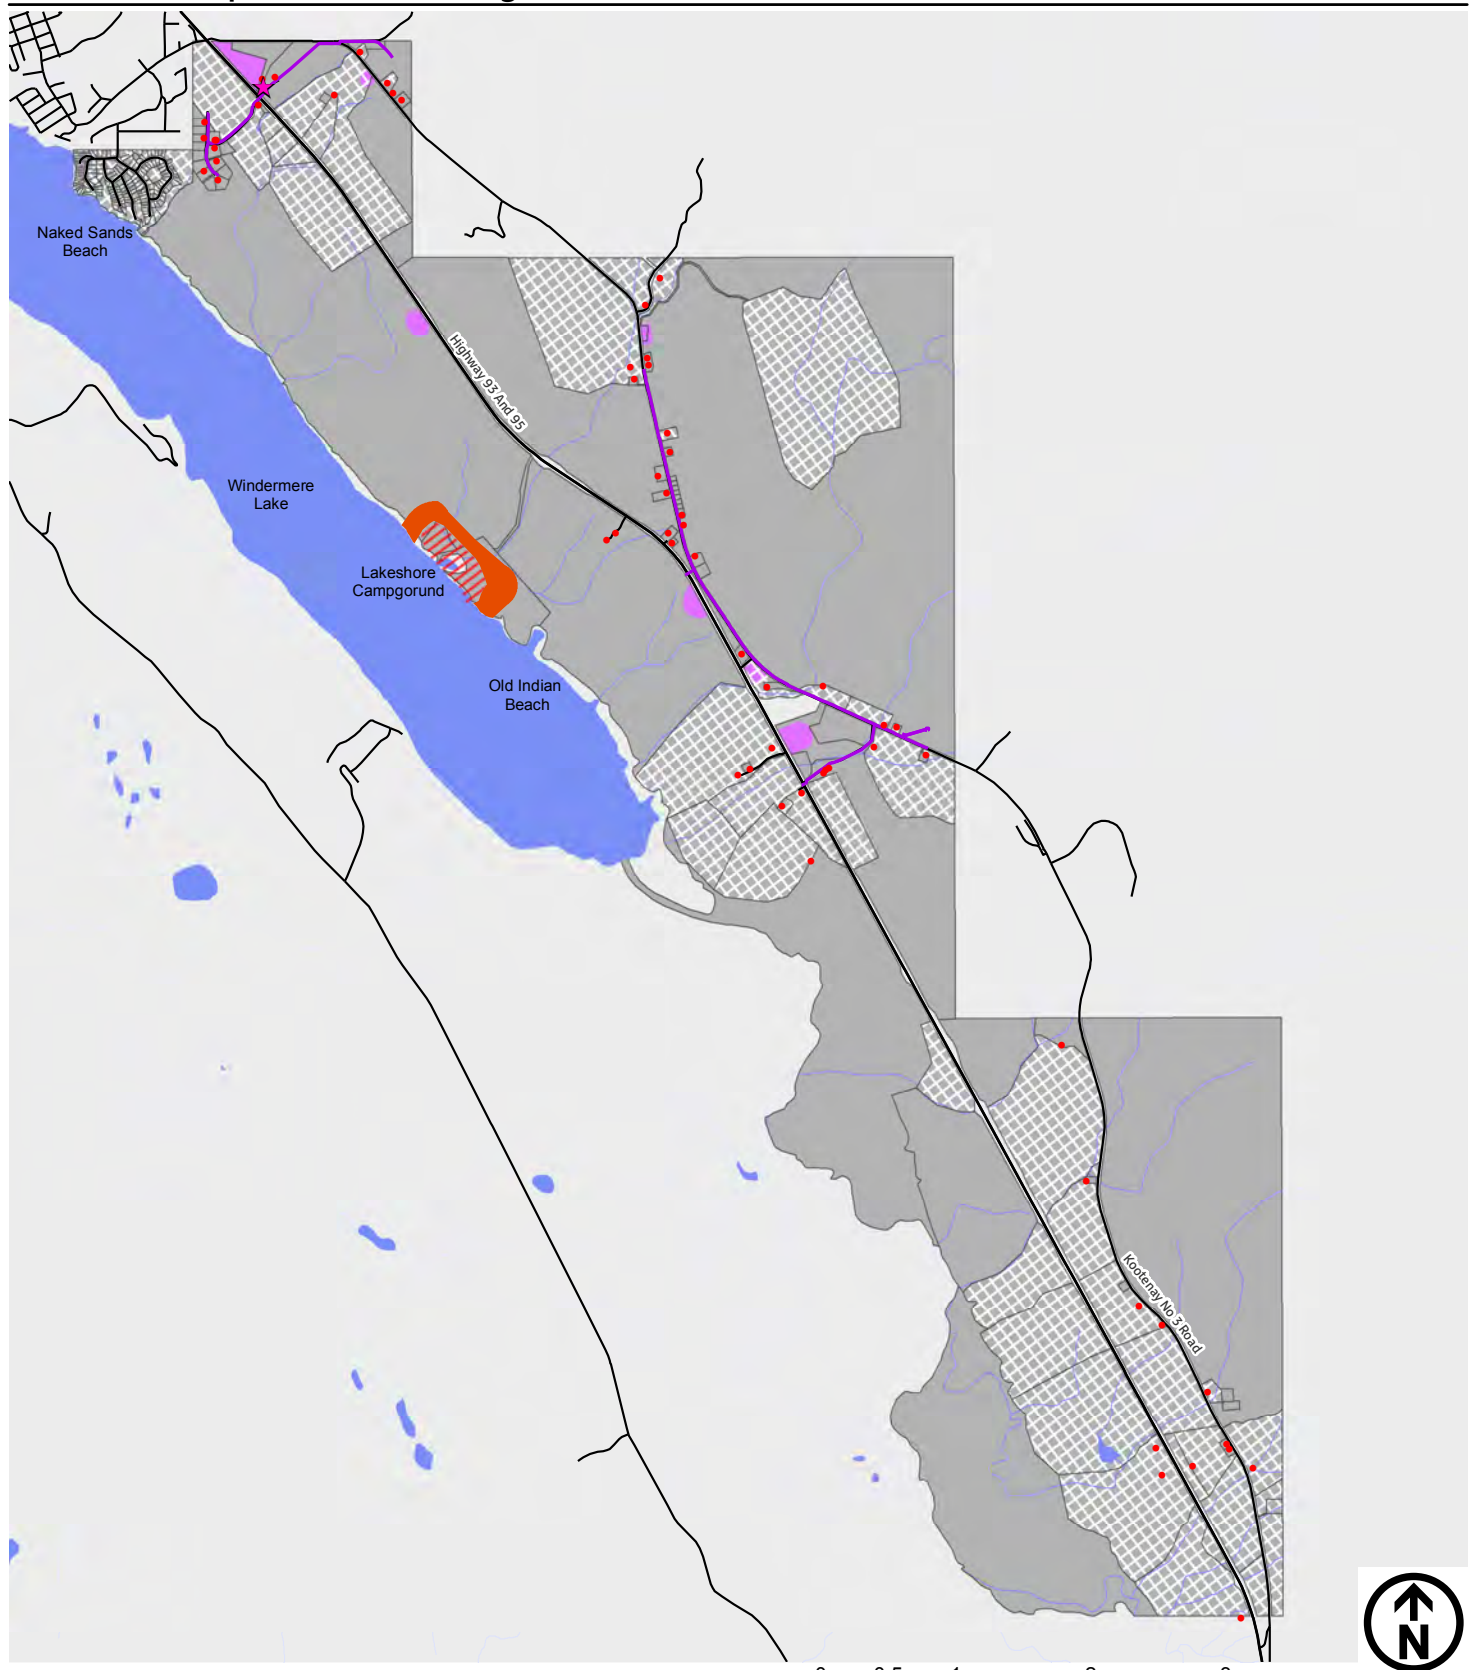 Naked Sands
Beach
Highway 93 And 95
Windermere
Lake
Lakeshore
Campgorund
Old Indian
Beach
Kootenay No 3 Road
N